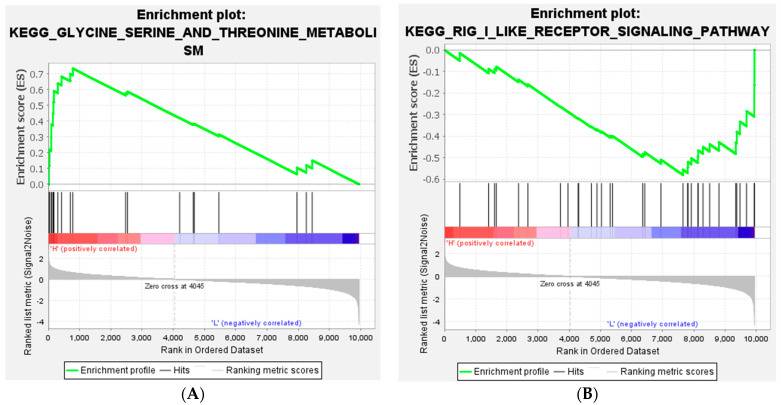 Enrichment plot:
KEGG_GLYCINE_SERINE_AND_THREONINE_METABOLI
SM
Enrichment score (ES)
0.7
0.6
0.5
0.4
0.3
0.2
0.1
0.0
'H' (positively correlated)
Ranked list metric (Signal2Noise)
2
0
-2
-4
Zero cross at 4045
'L' (negatively correlated)
0 1,000 2,000 3,000 4,000 5,000 6,000 7,000 8,000 9,000 10,000
Rank in Ordered Dataset
Enrichment profile Hits Ranking metric scores
(A)
Enrichment plot:
KEGG_RIG_I_LIKE_RECEPTOR_SIGNALING_PATHWAY
Enrichment score (ES)
0.0
-0.1
-0.2
-0.3
-0.4
-0.5
-0.6
'H' (positively correlated)
Ranked list metric (Signal2Noise)
2
0
-2
-4
Zero cross at 4045
'L' (negatively correlated)
0 1,000 2,000 3,000 4,000 5,000 6,000 7,000 8,000 9,000 10,000
Rank in Ordered Dataset
Enrichment profile Hits Ranking metric scores
(B)